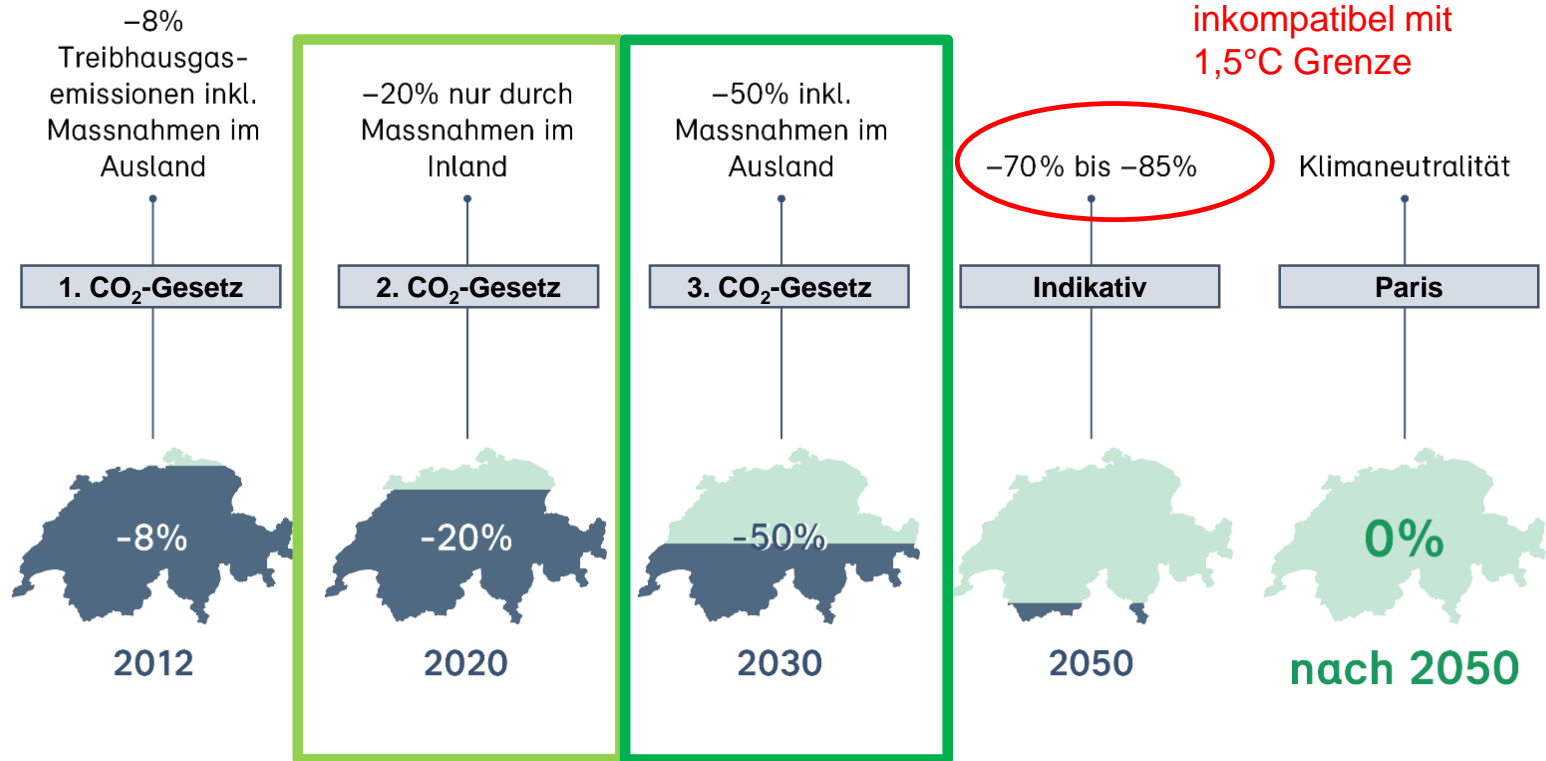 inkompatibel mit
1,5°C Grenze
–8%
Treibhausgas-
emissionen inkl.
Massnahmen im
Ausland
–20% nur durch
Massnahmen im
Inland
–50% inkl.
Massnahmen im
Ausland
–70% bis –85%
Klimaneutralität
1. CO₂-Gesetz
2. CO₂-Gesetz
3. CO₂-Gesetz
Indikativ
Paris
-8%
-20%
-50%
0%
2012
2020
2030
2050
nach 2050